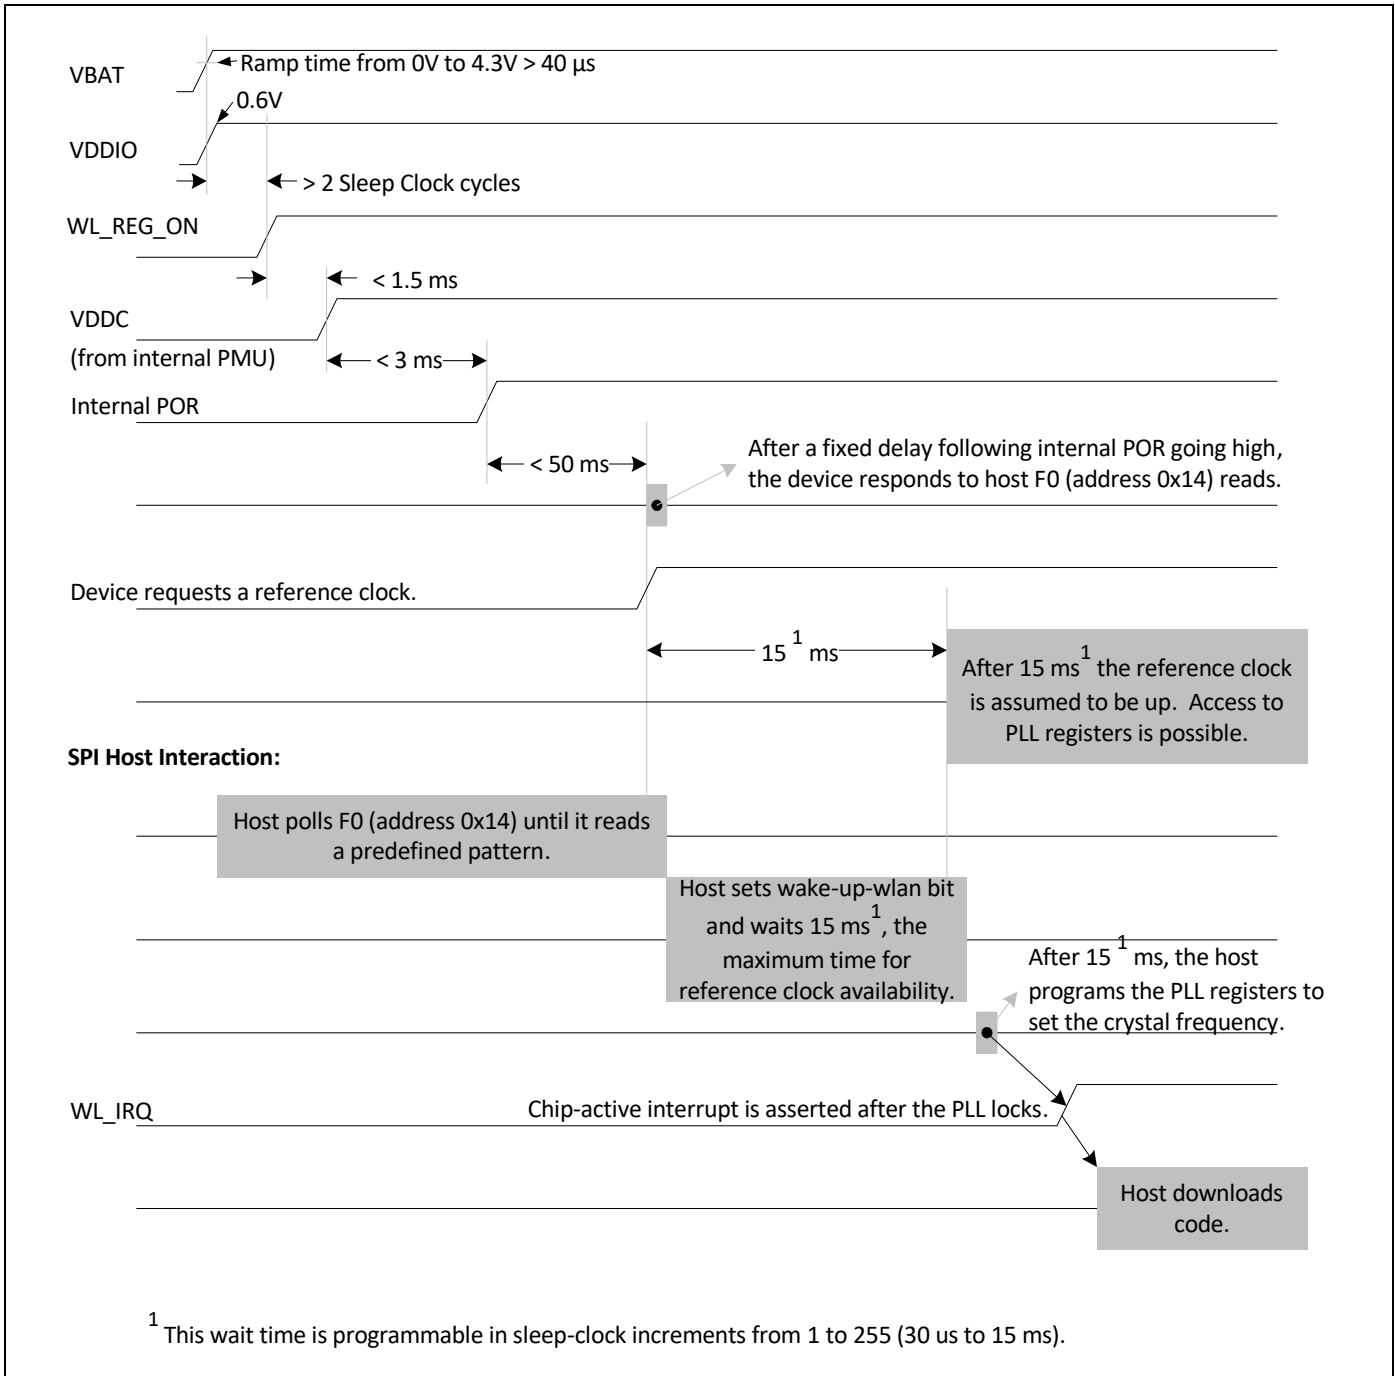 VBAT
Ramp time from 0V to 4.3V > 40 µs
0.6V
VDDIO
> 2 Sleep Clock cycles
WL_REG_ON
< 1.5 ms
VDDC
(from internal PMU)
< 3 ms
Internal POR
< 50 ms
After a fixed delay following internal POR going high,
the device responds to host F0 (address 0x14) reads.
Device requests a reference clock.
15 1 ms
After 15 ms1 the reference clock
is assumed to be up. Access to
PLL registers is possible.
SPI Host Interaction:
Host polls F0 (address 0x14) until it reads
a predefined pattern.
Host sets wake-up-wlan bit
and waits 15 ms1, the
maximum time for
reference clock availability.
After 15 1 ms, the host
programs the PLL registers to
set the crystal frequency.
WL_IRQ
Chip-active interrupt is asserted after the PLL locks.
Host downloads
code.
1 This wait time is programmable in sleep-clock increments from 1 to 255 (30 us to 15 ms).